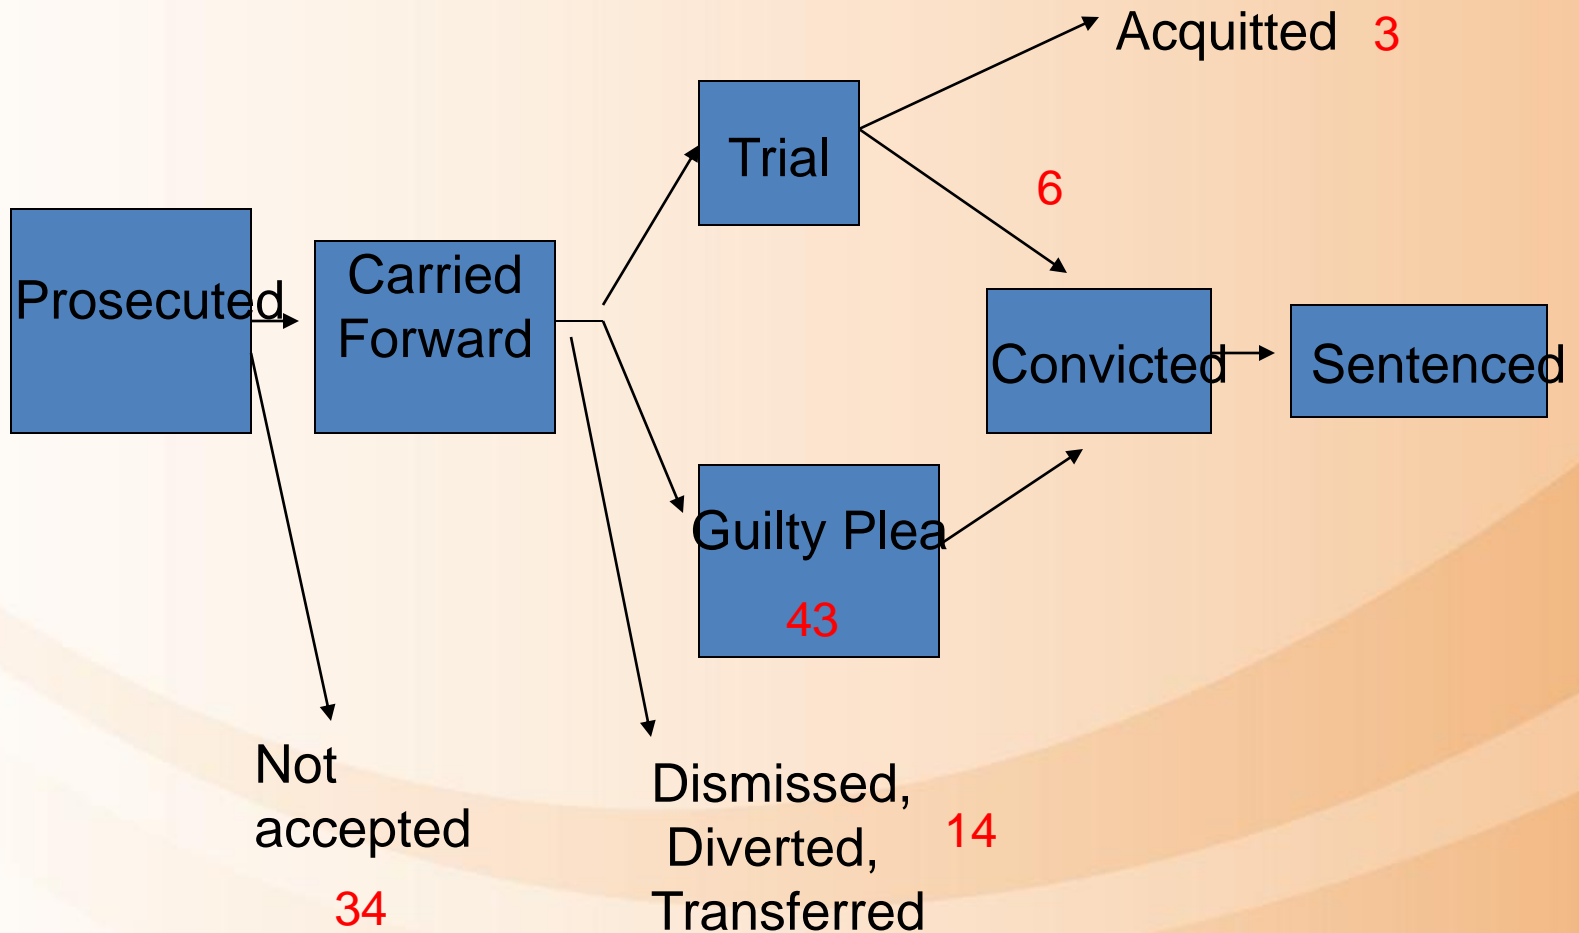 Acquitted 3
Trial
6
Prosecuted
Carried
Forward
Convicted
Sentenced
Guilty Plea
43
Not
accepted
34
Dismissed,
Diverted,
Transferred
14